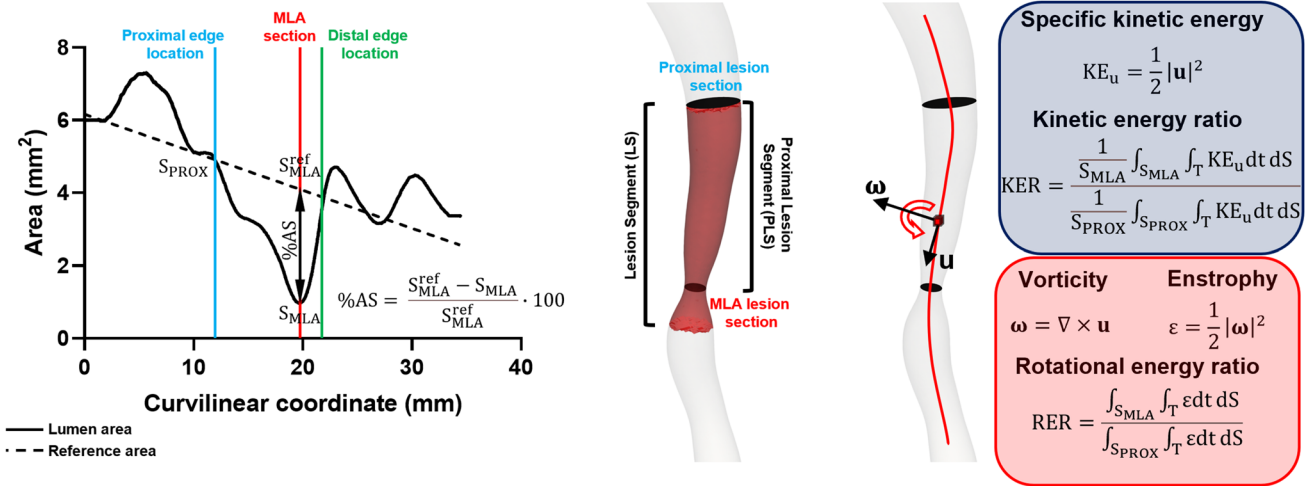 MLA
section
Proximal edge
location
Distal edge
location
8
6
4
2
0
Area (mm²)
S_PROX
S_MLA^ref
%AS
S_MLA
%AS = (S_MLA^ref − S_MLA) / S_MLA^ref · 100
0 10 20 30 40
Curvilinear coordinate (mm)
Lumen area
Reference area
Proximal lesion
section
Lesion Segment (LS)
Proximal Lesion
Segment (PLS)
MLA lesion
section
ω
u
Specific kinetic energy
KE_u = 1/2 |u|²
Kinetic energy ratio
KER = (1/S_MLA ∫_S_MLA ∫_T KE_u dt dS) / (1/S_PROX ∫_S_PROX ∫_T KE_u dt dS)
Vorticity Enstrophy
ω = ∇ × u ε = 1/2 |ω|²
Rotational energy ratio
RER = (∫_S_MLA ∫_T εdt dS) / (∫_S_PROX ∫_T εdt dS)